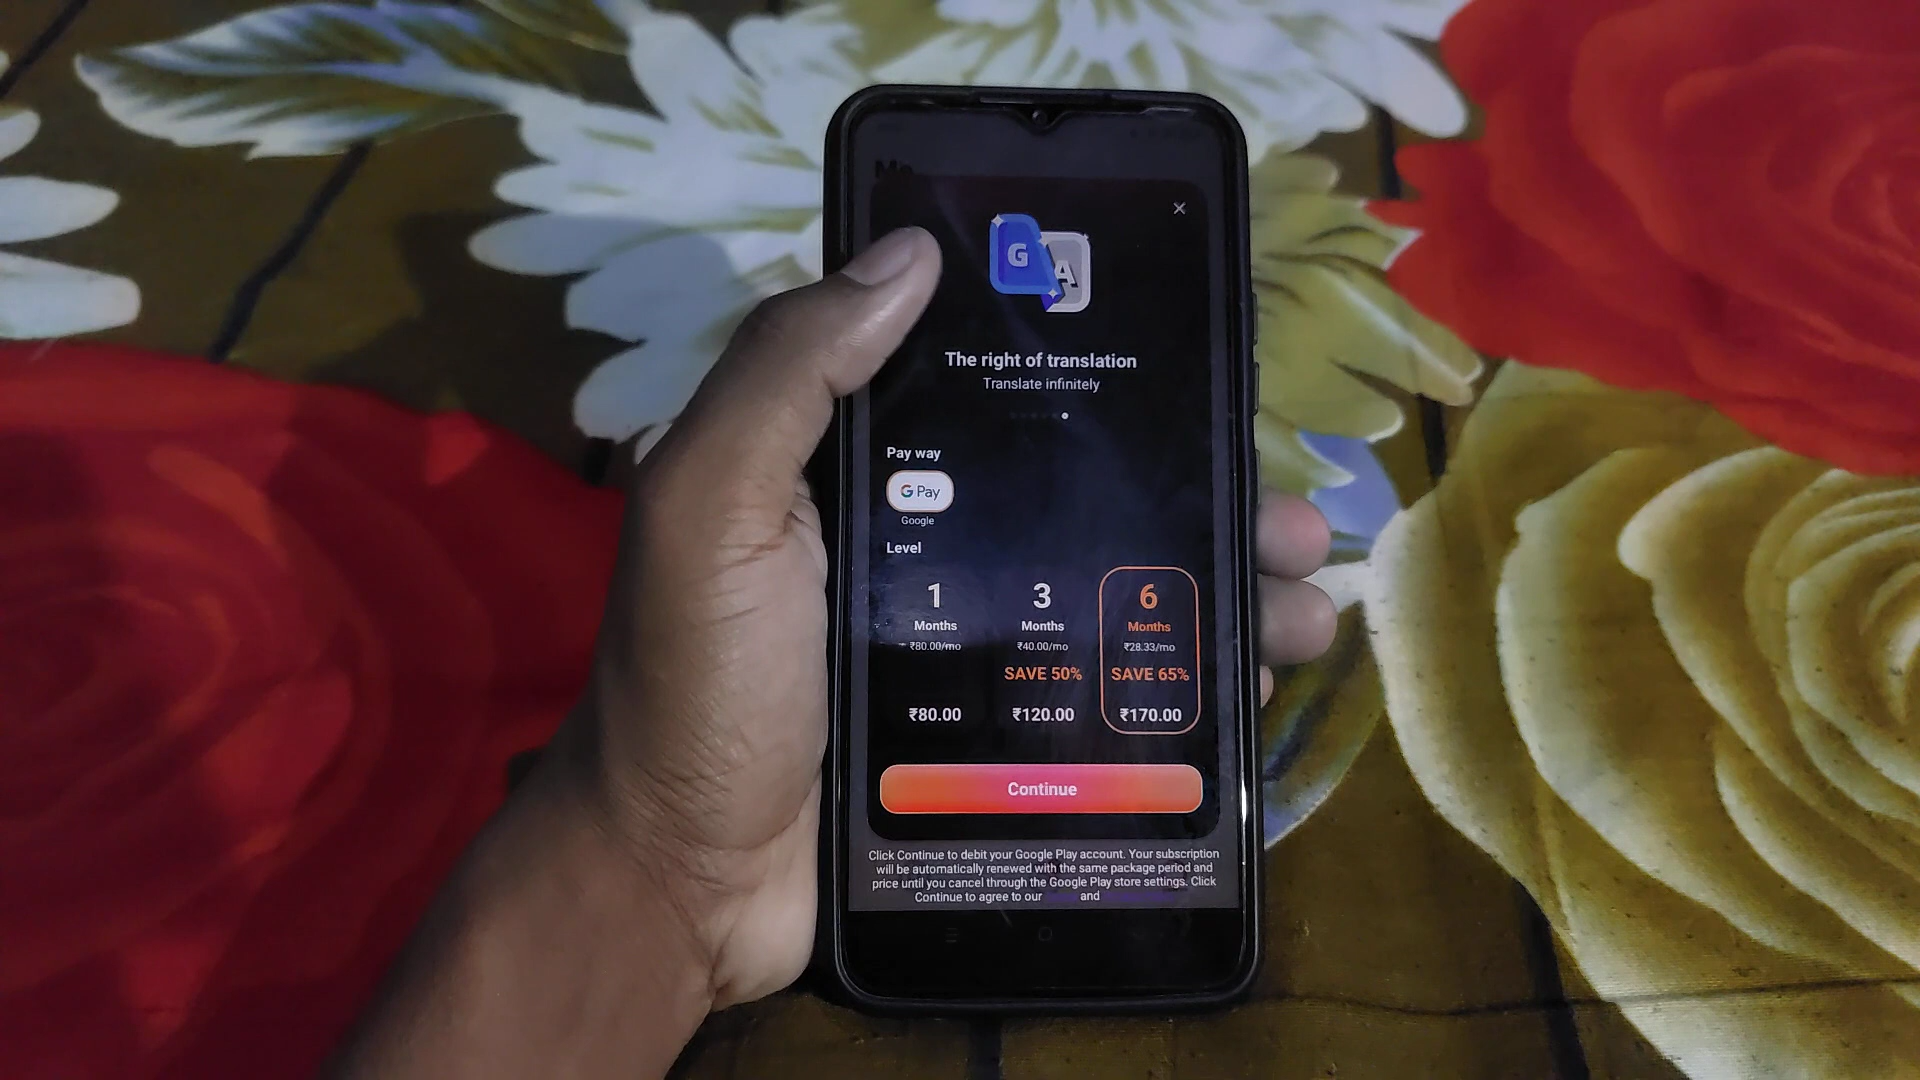 Me
G A
The right of translation
Translate infinitely
Pay way
G Pay
Google
Level
1 3 6
Months Months Months
₹80.00/mo ₹40.00/mo ₹28.33/mo
SAVE 50% SAVE 65%
₹80.00 ₹120.00 ₹170.00
Continue
Click Continue to debit your Google Play account. Your subscription
will be automatically renewed with the same package period and
price until you cancel through the Google Play store settings. Click
Continue to agree to our and